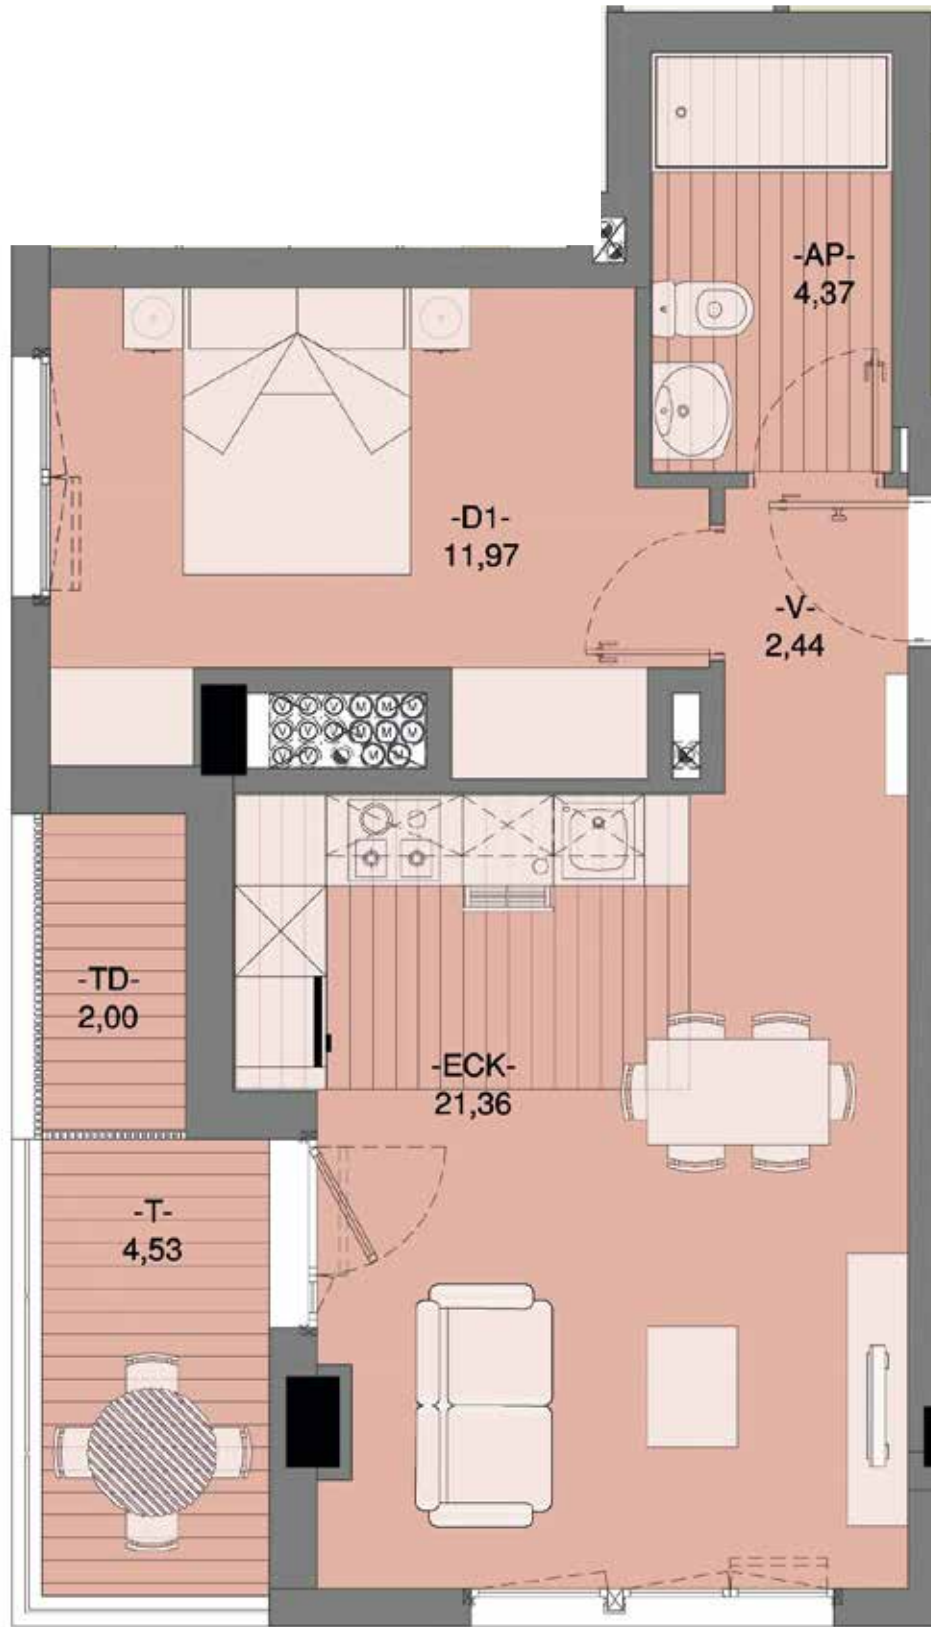 -AP-
4,37
-D1-
11,97
-V-
2,44
V V V M M M
V V V M M M
V V M M
-TD-
2,00
-ECK-
21,36
-T-
4,53